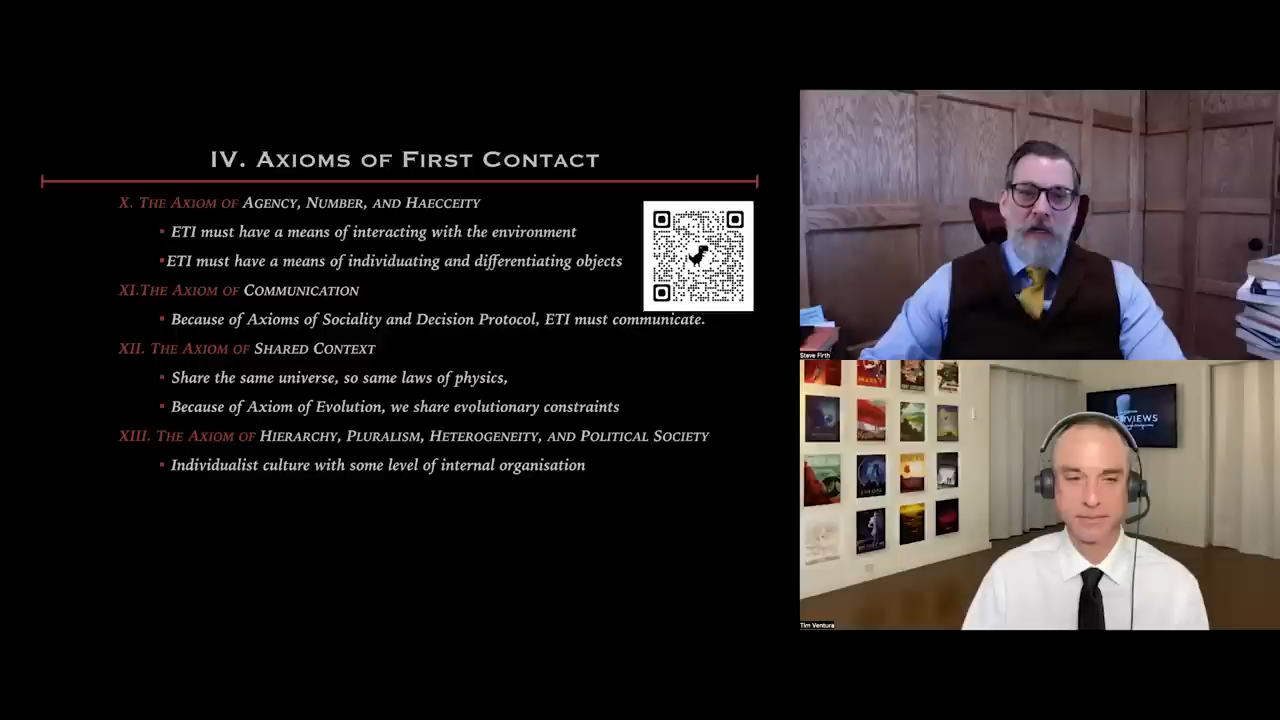 IV. Axioms of First Contact
X. The Axiom of Agency, Number, and Haecceity
▪ ETI must have a means of interacting with the environment
▪ ETI must have a means of individuating and differentiating objects
XI.The Axiom of Communication
▪ Because of Axioms of Sociality and Decision Protocol, ETI must communicate.
XII. The Axiom of Shared Context
▪ Share the same universe, so same laws of physics,
▪ Because of Axiom of Evolution, we share evolutionary constraints
XIII. The Axiom of Hierarchy, Pluralism, Heterogeneity, and Political Society
▪ Individualist culture with some level of internal organisation
Steve Firth
Tim Ventura